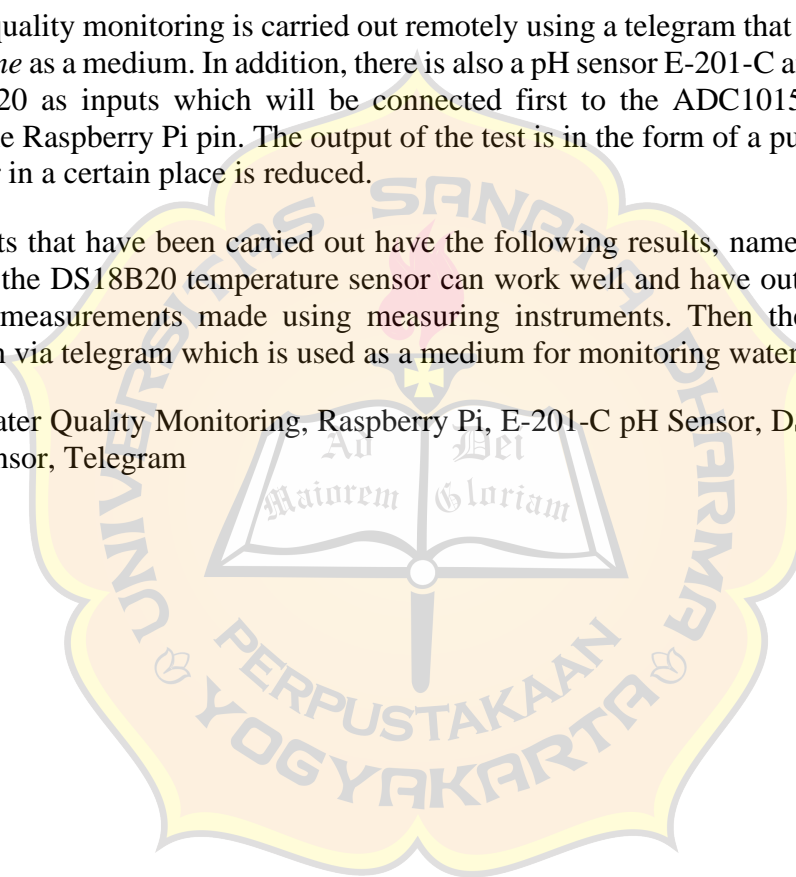 quality monitoring is carried out remotely using a telegram that
ne as a medium. In addition, there is also a pH sensor E-201-C a
20 as inputs which will be connected first to the ADC1015
e Raspberry Pi pin. The output of the test is in the form of a pu
r in a certain place is reduced.
ts that have been carried out have the following results, name
the DS18B20 temperature sensor can work well and have out
measurements made using measuring instruments. Then the
n via telegram which is used as a medium for monitoring water
ater Quality Monitoring, Raspberry Pi, E-201-C pH Sensor, DS
nsor, Telegram
UNIVERSITAS SANATA DHARMA
Ad Dei
Maiorem Gloriam
PERPUSTAKAAN
YOGYAKARTA